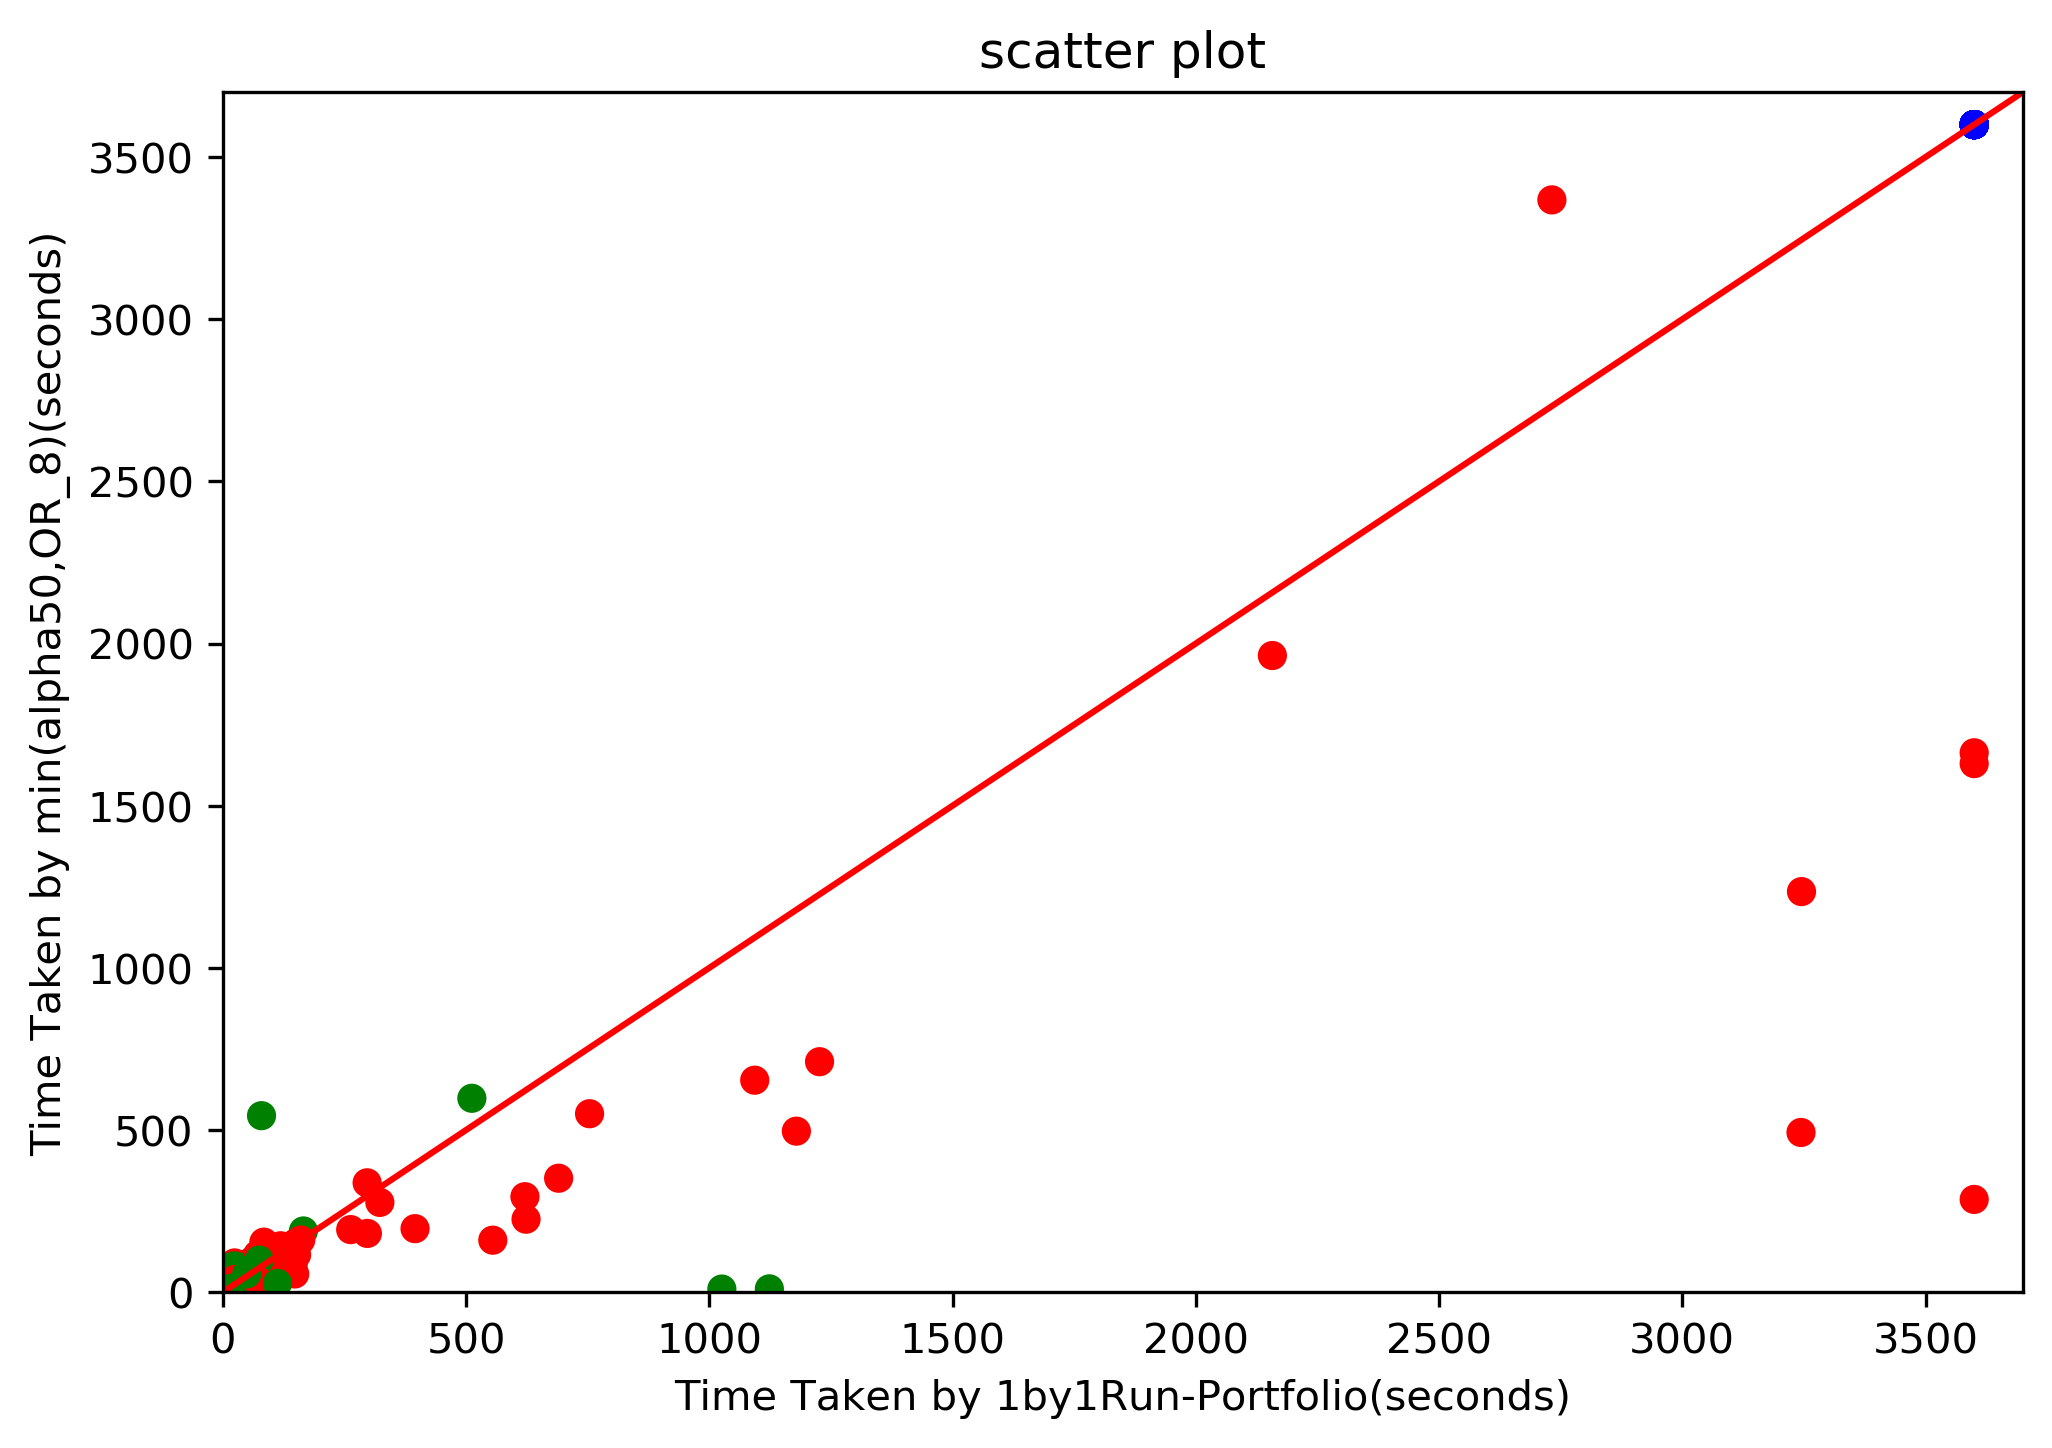 scatter plot
Time Taken by min(alpha50,OR_8)(seconds)
3500
3000
2500
2000
1500
1000
500
0
0 500 1000 1500 2000 2500 3000 3500
Time Taken by 1by1Run-Portfolio(seconds)